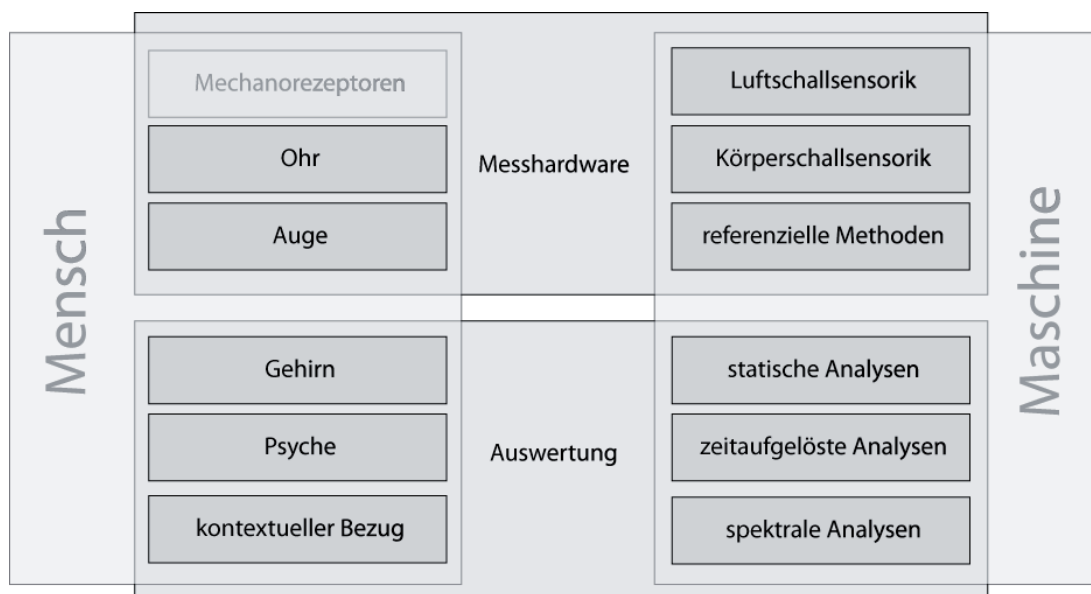 Mensch
Mechanorezeptoren
Ohr
Auge
Messhardware
Luftschallsensorik
Körperschallsensorik
referenzielle Methoden
Maschine
Gehirn
Psyche
kontextueller Bezug
Auswertung
statische Analysen
zeitaufgelöste Analysen
spektrale Analysen